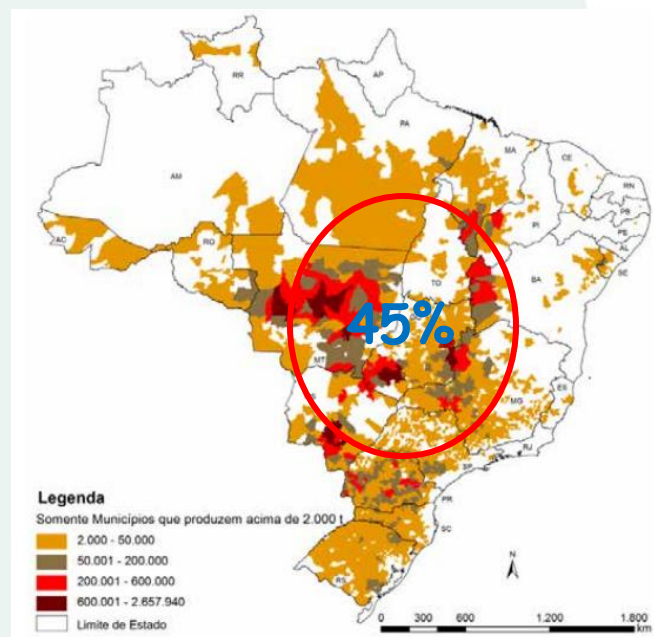 RR
AP
AM
PA
MA
CE
RN
PB
PE
AL
SE
PI
AC
RO
TO
BA
45%
MT
MG
ES
RJ
SP
PR
SC
RS
Legenda
Somente Municípios que produzem acima de 2.000 t
2.000 - 50.000
50.001 - 200.000
200.001 - 600.000
600.001 - 2.657.940
Limite de Estado
N
0 300 600 1.200 1.800
km